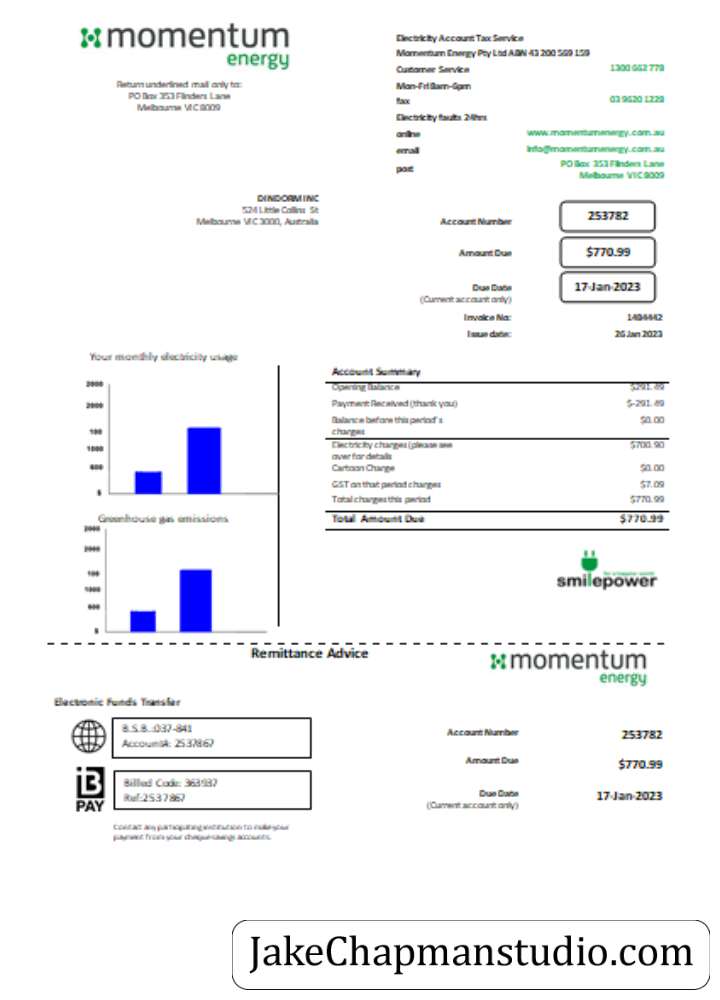 momentum
energy
Return underlined mail only to:
PO Box 353 Flinders Lane
Melbourne VIC 8009
Electricity Account Tax Service
Momentum Energy Pty Ltd ABN 43 200 569 159
Customer Service 1300 662 778
Mon-Fri 8am-6pm
fax 03 9620 1228
Electricity faults 24hrs
online www.momentumenergy.com.au
email info@momentumenergy.com.au
post PO Box 353 Flinders Lane
Melbourne VIC 8009
DINDORM INC
524 Little Collins St
Melbourne VIC 3000, Australia
Account Number 253782
Amount Due $770.99
Due Date 17-Jan-2023
(Current account only)
Invoice No: 1484442
Issue date: 26 Jan 2023
Your monthly electricity usage
2000
2000
100
1000
600
$
Greenhouse gas emissions
2000
2000
100
1000
600
$
Account Summary
Opening Balance $291.49
Payment Received (thank you) $-291.49
Balance before this period's $0.00
charges
Electricity charges (please see $700.90
over for details
Cartoon Charge $0.00
GST on that period charges $7.09
Total charges this period $770.99
Total Amount Due $770.99
for a happier world
smilepower
Remittance Advice
momentum
energy
Electronic Funds Transfer
B.S.B.:037-841
Account#: 2537867
B
PAY
Billed Code: 363937
Ref:2537867
Contact any participating institution to make your
payment from your cheque savings accounts.
Account Number 253782
Amount Due $770.99
Due Date 17-Jan-2023
(Current account only)
JakeChapmanstudio.com